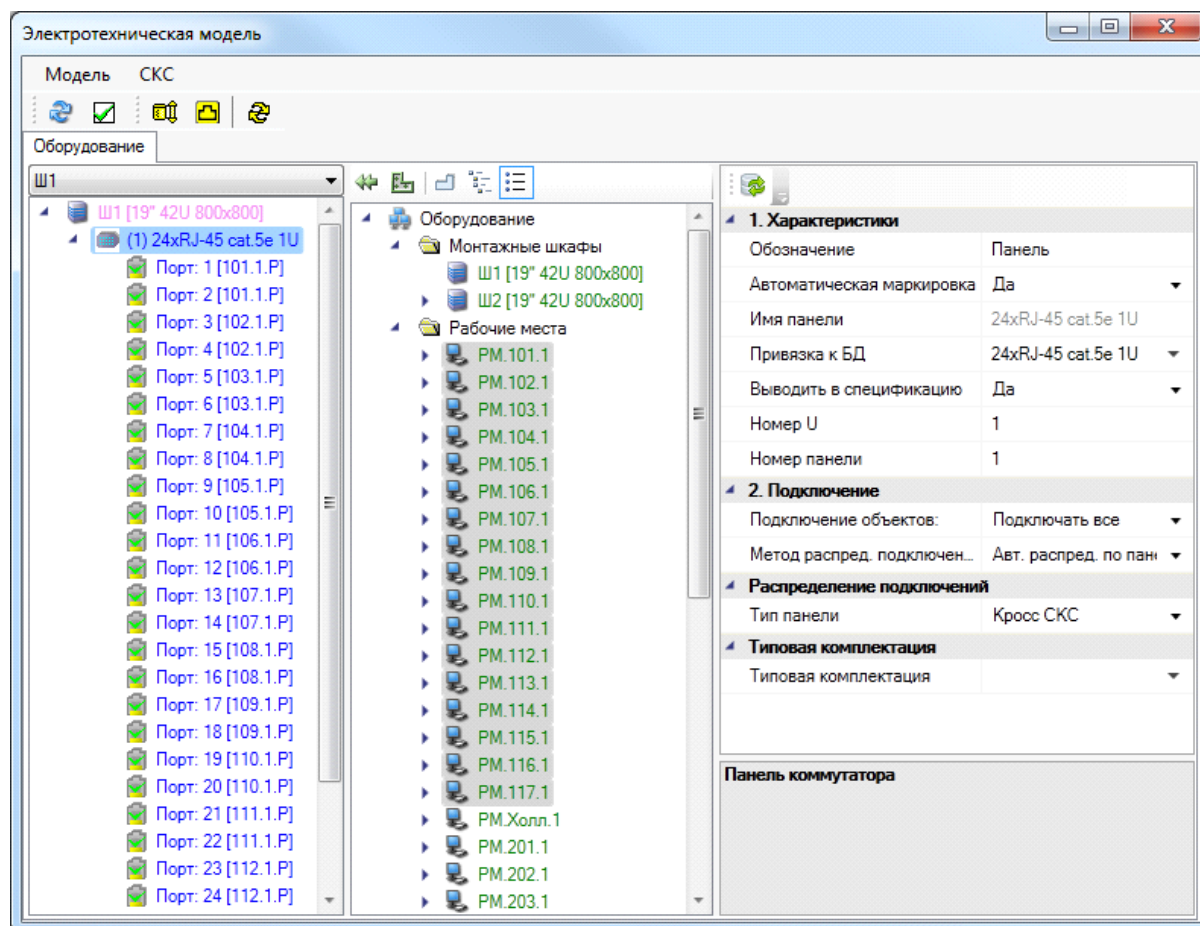 Электротехническая модель
Модель СКС
Оборудование
Ш1
Ш1 [19" 42U 800x800]
(1) 24xRJ-45 cat.5e 1U
Порт: 1 [101.1.P]
Порт: 2 [101.1.P]
Порт: 3 [102.1.P]
Порт: 4 [102.1.P]
Порт: 5 [103.1.P]
Порт: 6 [103.1.P]
Порт: 7 [104.1.P]
Порт: 8 [104.1.P]
Порт: 9 [105.1.P]
Порт: 10 [105.1.P]
Порт: 11 [106.1.P]
Порт: 12 [106.1.P]
Порт: 13 [107.1.P]
Порт: 14 [107.1.P]
Порт: 15 [108.1.P]
Порт: 16 [108.1.P]
Порт: 17 [109.1.P]
Порт: 18 [109.1.P]
Порт: 19 [110.1.P]
Порт: 20 [110.1.P]
Порт: 21 [111.1.P]
Порт: 22 [111.1.P]
Порт: 23 [112.1.P]
Порт: 24 [112.1.P]
Оборудование
Монтажные шкафы
Ш1 [19" 42U 800x800]
Ш2 [19" 42U 800x800]
Рабочие места
РМ.101.1
РМ.102.1
РМ.103.1
РМ.104.1
РМ.105.1
РМ.106.1
РМ.107.1
РМ.108.1
РМ.109.1
РМ.110.1
РМ.111.1
РМ.112.1
РМ.113.1
РМ.114.1
РМ.115.1
РМ.116.1
РМ.117.1
РМ.Холл.1
РМ.201.1
РМ.202.1
РМ.203.1
1. Характеристики
Обозначение Панель
Автоматическая маркировка Да
Имя панели 24xRJ-45 cat.5e 1U
Привязка к БД 24xRJ-45 cat.5e 1U
Выводить в спецификацию Да
Номер U 1
Номер панели 1
2. Подключение
Подключение объектов: Подключать все
Метод распред. подключен... Авт. распред. по пан
Распределение подключений
Тип панели Кросс СКС
Типовая комплектация
Типовая комплектация
Панель коммутатора